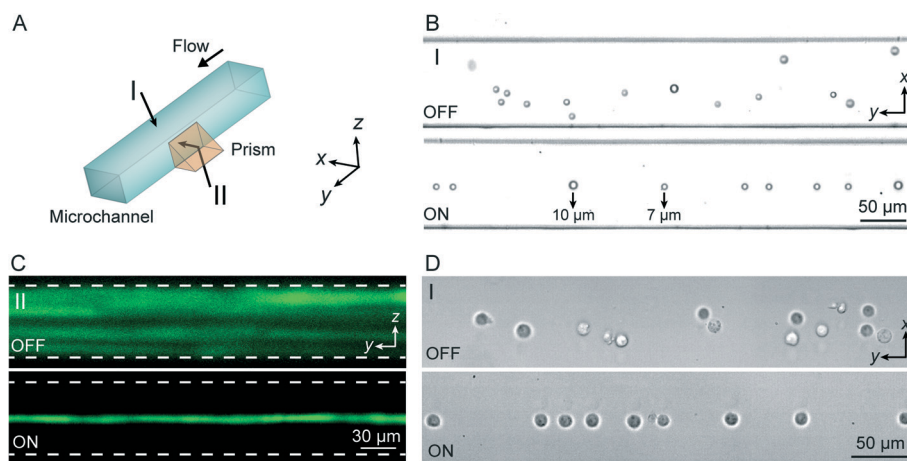 A
Flow
I
Prism
II
Microchannel
z
x
y
B
I
x
y
OFF
10 µm
7 µm
ON
50 µm
C
II
z
y
OFF
ON
30 µm
D
I
x
y
OFF
ON
50 µm